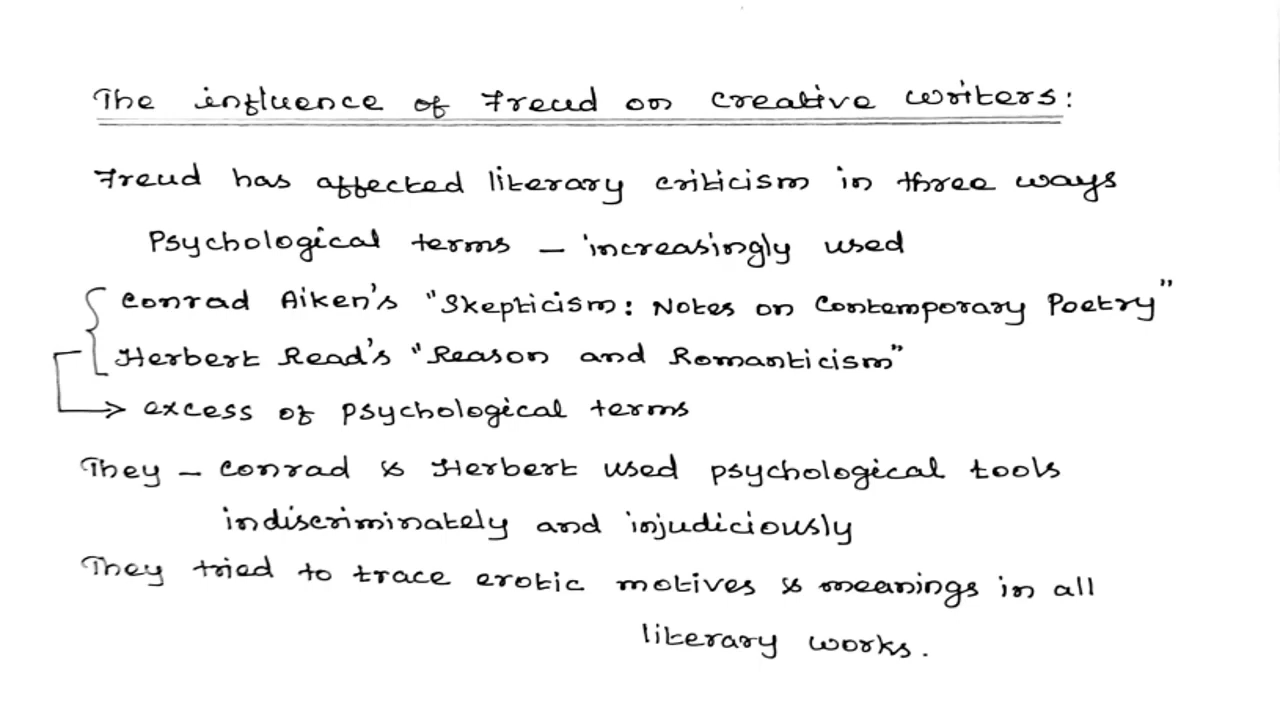 The influence of Freud on creative writers:
Freud has affected literary criticism in three ways
Psychological terms - increasingly used
Conrad Aiken's "Skepticism: Notes on Contemporary Poetry"
Herbert Read's "Reason and Romanticism"
→ excess of psychological terms
They - Conrad & Herbert used psychological tools
indiscriminately and injudiciously
They tried to trace erotic motives & meanings in all
literary works.